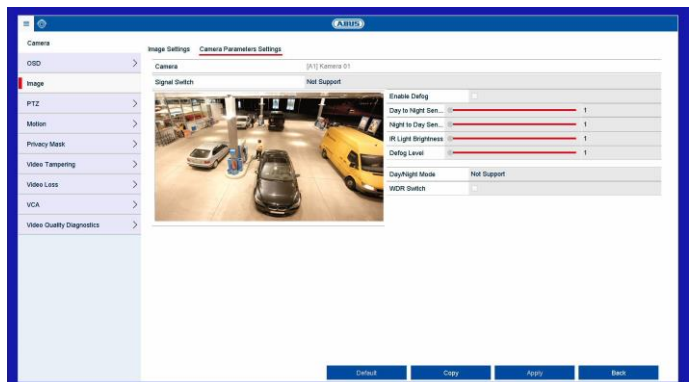 ABUS
Camera
OSD
Image
PTZ
Motion
Privacy Mask
Video Tampering
Video Loss
VCA
Video Quality Diagnostics
Image Settings Camera Parameters Settings
Camera [A1] Kamera 01
Signal Switch Not Support
Enable Defog
Day to Night Sen... 1
Night to Day Sen... 1
IR Light Brightness 1
Defog Level 1
Day/Night Mode Not Support
WDR Switch
Default Copy Apply Back